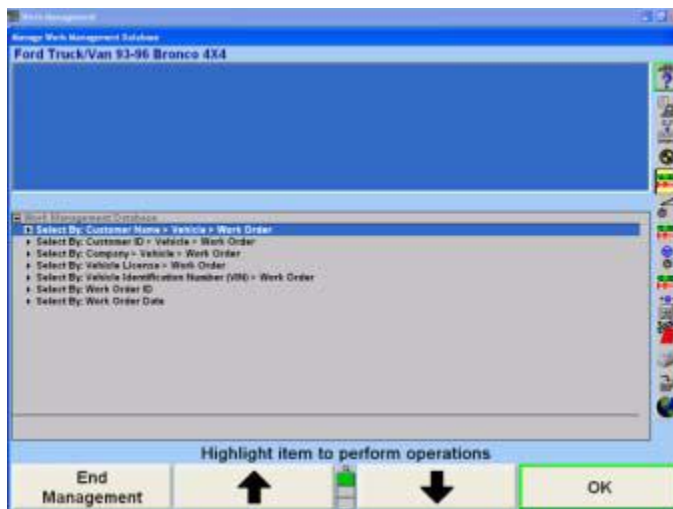 Work Management
Manage Work Management Database
Ford Truck/Van 93-96 Bronco 4X4
Work Management Database
Select By: Customer Name > Vehicle > Work Order
Select By: Customer ID > Vehicle > Work Order
Select By: Company > Vehicle > Work Order
Select By: Vehicle License > Work Order
Select By: Vehicle Identification Number (VIN) > Work Order
Select By: Work Order ID
Select By: Work Order Date
Highlight item to perform operations
End
Management
OK